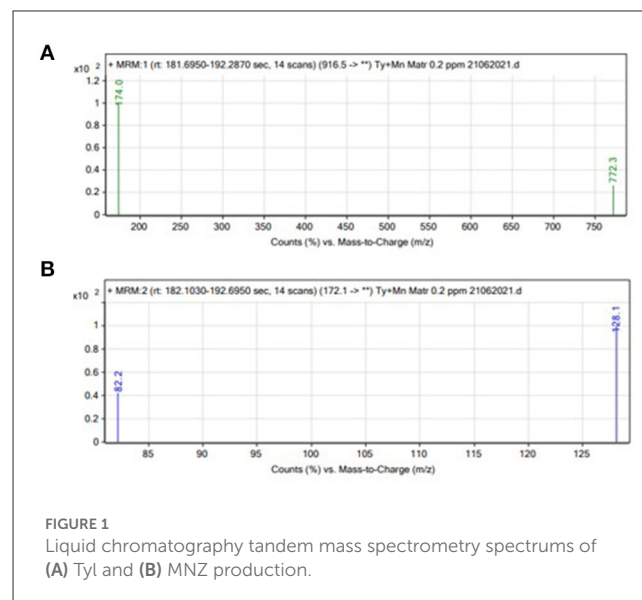 A
x10 2
+ MRM:1 (rt: 181.6950-192.2870 sec, 14 scans) (916.5 -> **) Ty+Mn Matr 0.2 ppm 21062021.d
1.2
1
0.8
0.6
0.4
0.2
0
174.0
772.3
200 250 300 350 400 450 500 550 600 650 700 750
Counts (%) vs. Mass-to-Charge (m/z)
B
x10 2
+ MRM:2 (rt: 182.1030-192.6950 sec, 14 scans) (172.1 -> **) Ty+Mn Matr 0.2 ppm 21062021.d
1
0.8
0.6
0.4
0.2
0
82.2
128.1
85 90 95 100 105 110 115 120 125
Counts (%) vs. Mass-to-Charge (m/z)
FIGURE 1
Liquid chromatography tandem mass spectrometry spectrums of
(A) Tyl and (B) MNZ production.